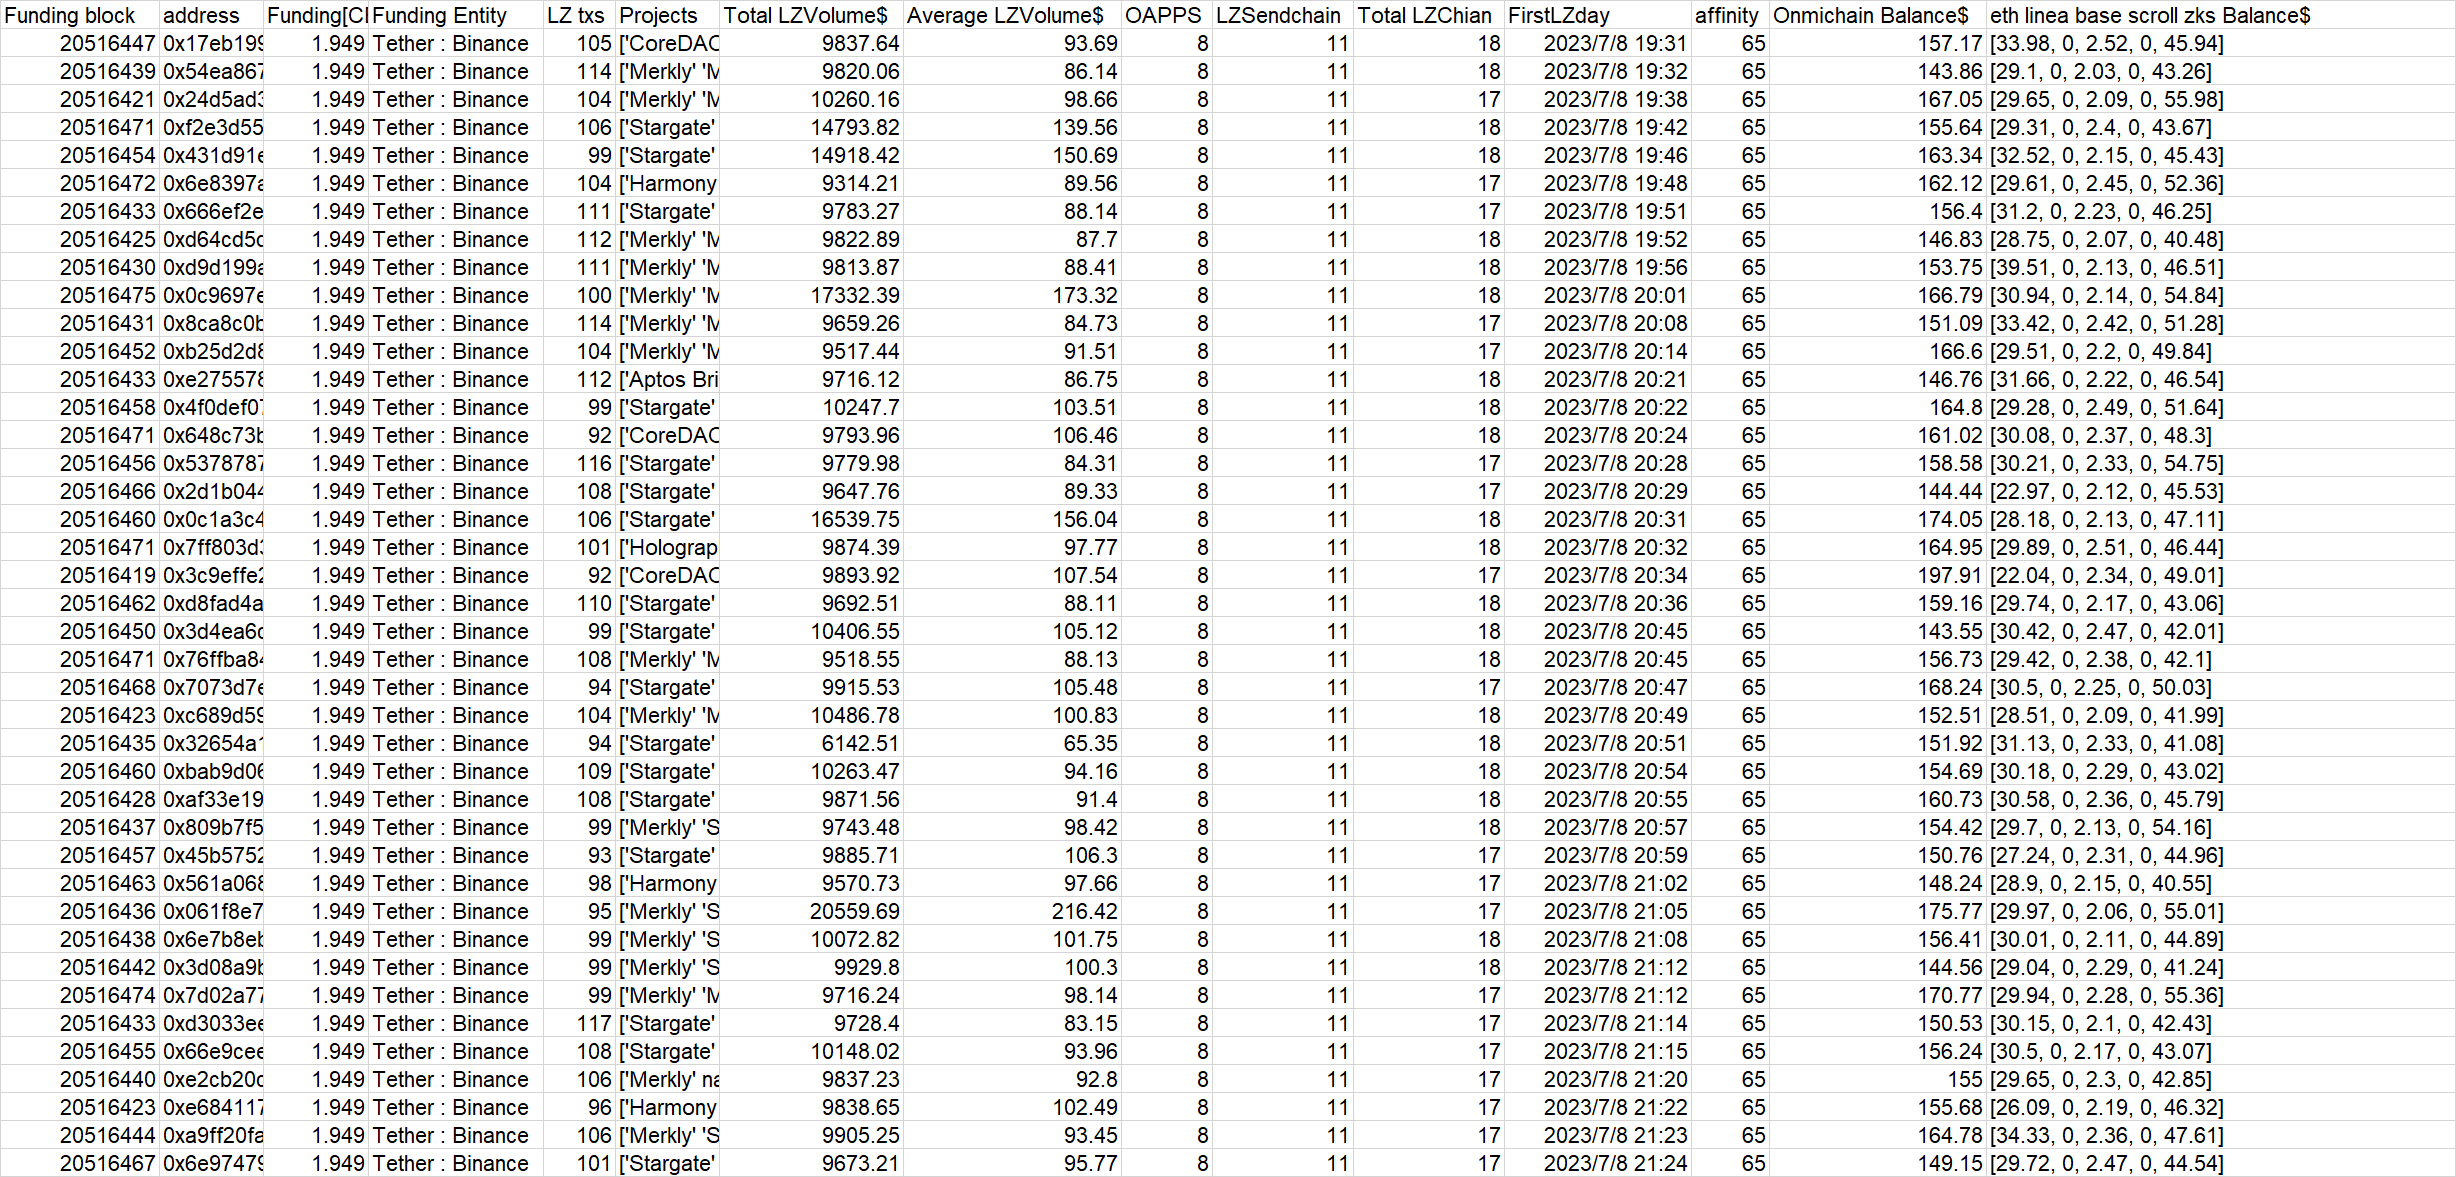 Funding block address Funding[Cl Funding Entity LZ txs Projects Total LZVolume$ Average LZVolume$ OAPPS LZSendchain Total LZChian FirstLZday affinity Onmichain Balance$ eth linea base scroll zks Balance$
20516447 0x17eb199 1.949 Tether : Binance 105 ['CoreDAC 9837.64 93.69 8 11 18 2023/7/8 19:31 65 157.17 [33.98, 0, 2.52, 0, 45.94]
20516439 0x54ea867 1.949 Tether : Binance 114 ['Merkly' 'M 9820.06 86.14 8 11 18 2023/7/8 19:32 65 143.86 [29.1, 0, 2.03, 0, 43.26]
20516421 0x24d5ad3 1.949 Tether : Binance 104 ['Merkly' 'M 10260.16 98.66 8 11 17 2023/7/8 19:38 65 167.05 [29.65, 0, 2.09, 0, 55.98]
20516471 0xf2e3d55 1.949 Tether : Binance 106 ['Stargate' 14793.82 139.56 8 11 18 2023/7/8 19:42 65 155.64 [29.31, 0, 2.4, 0, 43.67]
20516454 0x431d91e 1.949 Tether : Binance 99 ['Stargate' 14918.42 150.69 8 11 18 2023/7/8 19:46 65 163.34 [32.52, 0, 2.15, 0, 45.43]
20516472 0x6e8397a 1.949 Tether : Binance 104 ['Harmony 9314.21 89.56 8 11 17 2023/7/8 19:48 65 162.12 [29.61, 0, 2.45, 0, 52.36]
20516433 0x666ef2e 1.949 Tether : Binance 111 ['Stargate' 9783.27 88.14 8 11 17 2023/7/8 19:51 65 156.4 [31.2, 0, 2.23, 0, 46.25]
20516425 0xd64cd5c 1.949 Tether : Binance 112 ['Merkly' 'M 9822.89 87.7 8 11 18 2023/7/8 19:52 65 146.83 [28.75, 0, 2.07, 0, 40.48]
20516430 0xd9d199a 1.949 Tether : Binance 111 ['Merkly' 'M 9813.87 88.41 8 11 18 2023/7/8 19:56 65 153.75 [39.51, 0, 2.13, 0, 46.51]
20516475 0x0c9697e 1.949 Tether : Binance 100 ['Merkly' 'M 17332.39 173.32 8 11 18 2023/7/8 20:01 65 166.79 [30.94, 0, 2.14, 0, 54.84]
20516431 0x8ca8c0b 1.949 Tether : Binance 114 ['Merkly' 'M 9659.26 84.73 8 11 17 2023/7/8 20:08 65 151.09 [33.42, 0, 2.42, 0, 51.28]
20516452 0xb25d2d8 1.949 Tether : Binance 104 ['Merkly' 'M 9517.44 91.51 8 11 17 2023/7/8 20:14 65 166.6 [29.51, 0, 2.2, 0, 49.84]
20516433 0xe275578 1.949 Tether : Binance 112 ['Aptos Bri 9716.12 86.75 8 11 18 2023/7/8 20:21 65 146.76 [31.66, 0, 2.22, 0, 46.54]
20516458 0x4f0def07 1.949 Tether : Binance 99 ['Stargate' 10247.7 103.51 8 11 18 2023/7/8 20:22 65 164.8 [29.28, 0, 2.49, 0, 51.64]
20516471 0x648c73b 1.949 Tether : Binance 92 ['CoreDAC 9793.96 106.46 8 11 18 2023/7/8 20:24 65 161.02 [30.08, 0, 2.37, 0, 48.3]
20516456 0x5378787 1.949 Tether : Binance 116 ['Stargate' 9779.98 84.31 8 11 17 2023/7/8 20:28 65 158.58 [30.21, 0, 2.33, 0, 54.75]
20516466 0x2d1b044 1.949 Tether : Binance 108 ['Stargate' 9647.76 89.33 8 11 17 2023/7/8 20:29 65 144.44 [22.97, 0, 2.12, 0, 45.53]
20516460 0x0c1a3c4 1.949 Tether : Binance 106 ['Stargate' 16539.75 156.04 8 11 18 2023/7/8 20:31 65 174.05 [28.18, 0, 2.13, 0, 47.11]
20516471 0x7ff803d3 1.949 Tether : Binance 101 ['Holograp 9874.39 97.77 8 11 18 2023/7/8 20:32 65 164.95 [29.89, 0, 2.51, 0, 46.44]
20516419 0x3c9effe2 1.949 Tether : Binance 92 ['CoreDAC 9893.92 107.54 8 11 17 2023/7/8 20:34 65 197.91 [22.04, 0, 2.34, 0, 49.01]
20516462 0xd8fad4a 1.949 Tether : Binance 110 ['Stargate' 9692.51 88.11 8 11 18 2023/7/8 20:36 65 159.16 [29.74, 0, 2.17, 0, 43.06]
20516450 0x3d4ea6c 1.949 Tether : Binance 99 ['Stargate' 10406.55 105.12 8 11 18 2023/7/8 20:45 65 143.55 [30.42, 0, 2.47, 0, 42.01]
20516471 0x76ffba84 1.949 Tether : Binance 108 ['Merkly' 'M 9518.55 88.13 8 11 18 2023/7/8 20:45 65 156.73 [29.42, 0, 2.38, 0, 42.1]
20516468 0x7073d7e 1.949 Tether : Binance 94 ['Stargate' 9915.53 105.48 8 11 17 2023/7/8 20:47 65 168.24 [30.5, 0, 2.25, 0, 50.03]
20516423 0xc689d59 1.949 Tether : Binance 104 ['Merkly' 'M 10486.78 100.83 8 11 17 2023/7/8 20:49 65 152.51 [28.51, 0, 2.09, 0, 41.99]
20516435 0x32654a1 1.949 Tether : Binance 94 ['Stargate' 6142.51 65.35 8 11 18 2023/7/8 20:51 65 151.92 [31.13, 0, 2.33, 0, 41.08]
20516460 0xbab9d06 1.949 Tether : Binance 109 ['Stargate' 10263.47 94.16 8 11 18 2023/7/8 20:54 65 154.69 [30.18, 0, 2.29, 0, 43.02]
20516428 0xaf33e19 1.949 Tether : Binance 108 ['Stargate' 9871.56 91.4 8 11 18 2023/7/8 20:55 65 160.73 [30.58, 0, 2.36, 0, 45.79]
20516437 0x809b7f5 1.949 Tether : Binance 99 ['Merkly' 'S 9743.48 98.42 8 11 18 2023/7/8 20:57 65 154.42 [29.7, 0, 2.13, 0, 54.16]
20516457 0x45b5752 1.949 Tether : Binance 93 ['Stargate' 9885.71 106.3 8 11 17 2023/7/8 20:59 65 150.76 [27.24, 0, 2.31, 0, 44.96]
20516463 0x561a068 1.949 Tether : Binance 98 ['Harmony 9570.73 97.66 8 11 17 2023/7/8 21:02 65 148.24 [28.9, 0, 2.15, 0, 40.55]
20516436 0x061f8e7 1.949 Tether : Binance 95 ['Merkly' 'S 20559.69 216.42 8 11 17 2023/7/8 21:05 65 175.77 [29.97, 0, 2.06, 0, 55.01]
20516438 0x6e7b8eb 1.949 Tether : Binance 99 ['Merkly' 'S 10072.82 101.75 8 11 18 2023/7/8 21:08 65 156.41 [30.01, 0, 2.11, 0, 44.89]
20516442 0x3d08a9b 1.949 Tether : Binance 99 ['Merkly' 'S 9929.8 100.3 8 11 18 2023/7/8 21:12 65 144.56 [29.04, 0, 2.29, 0, 41.24]
20516474 0x7d02a77 1.949 Tether : Binance 99 ['Merkly' 'M 9716.24 98.14 8 11 17 2023/7/8 21:12 65 170.77 [29.94, 0, 2.28, 0, 55.36]
20516433 0xd3033ee 1.949 Tether : Binance 117 ['Stargate' 9728.4 83.15 8 11 17 2023/7/8 21:14 65 150.53 [30.15, 0, 2.1, 0, 42.43]
20516455 0x66e9cee 1.949 Tether : Binance 108 ['Stargate' 10148.02 93.96 8 11 17 2023/7/8 21:15 65 156.24 [30.5, 0, 2.17, 0, 43.07]
20516440 0xe2cb20c 1.949 Tether : Binance 106 ['Merkly' na 9837.23 92.8 8 11 17 2023/7/8 21:20 65 155 [29.65, 0, 2.3, 0, 42.85]
20516423 0xe684117 1.949 Tether : Binance 96 ['Harmony 9838.65 102.49 8 11 17 2023/7/8 21:22 65 155.68 [26.09, 0, 2.19, 0, 46.32]
20516444 0xa9ff20fa 1.949 Tether : Binance 106 ['Merkly' 'S 9905.25 93.45 8 11 17 2023/7/8 21:23 65 164.78 [34.33, 0, 2.36, 0, 47.61]
20516467 0x6e97479 1.949 Tether : Binance 101 ['Stargate' 9673.21 95.77 8 11 17 2023/7/8 21:24 65 149.15 [29.72, 0, 2.47, 0, 44.54]